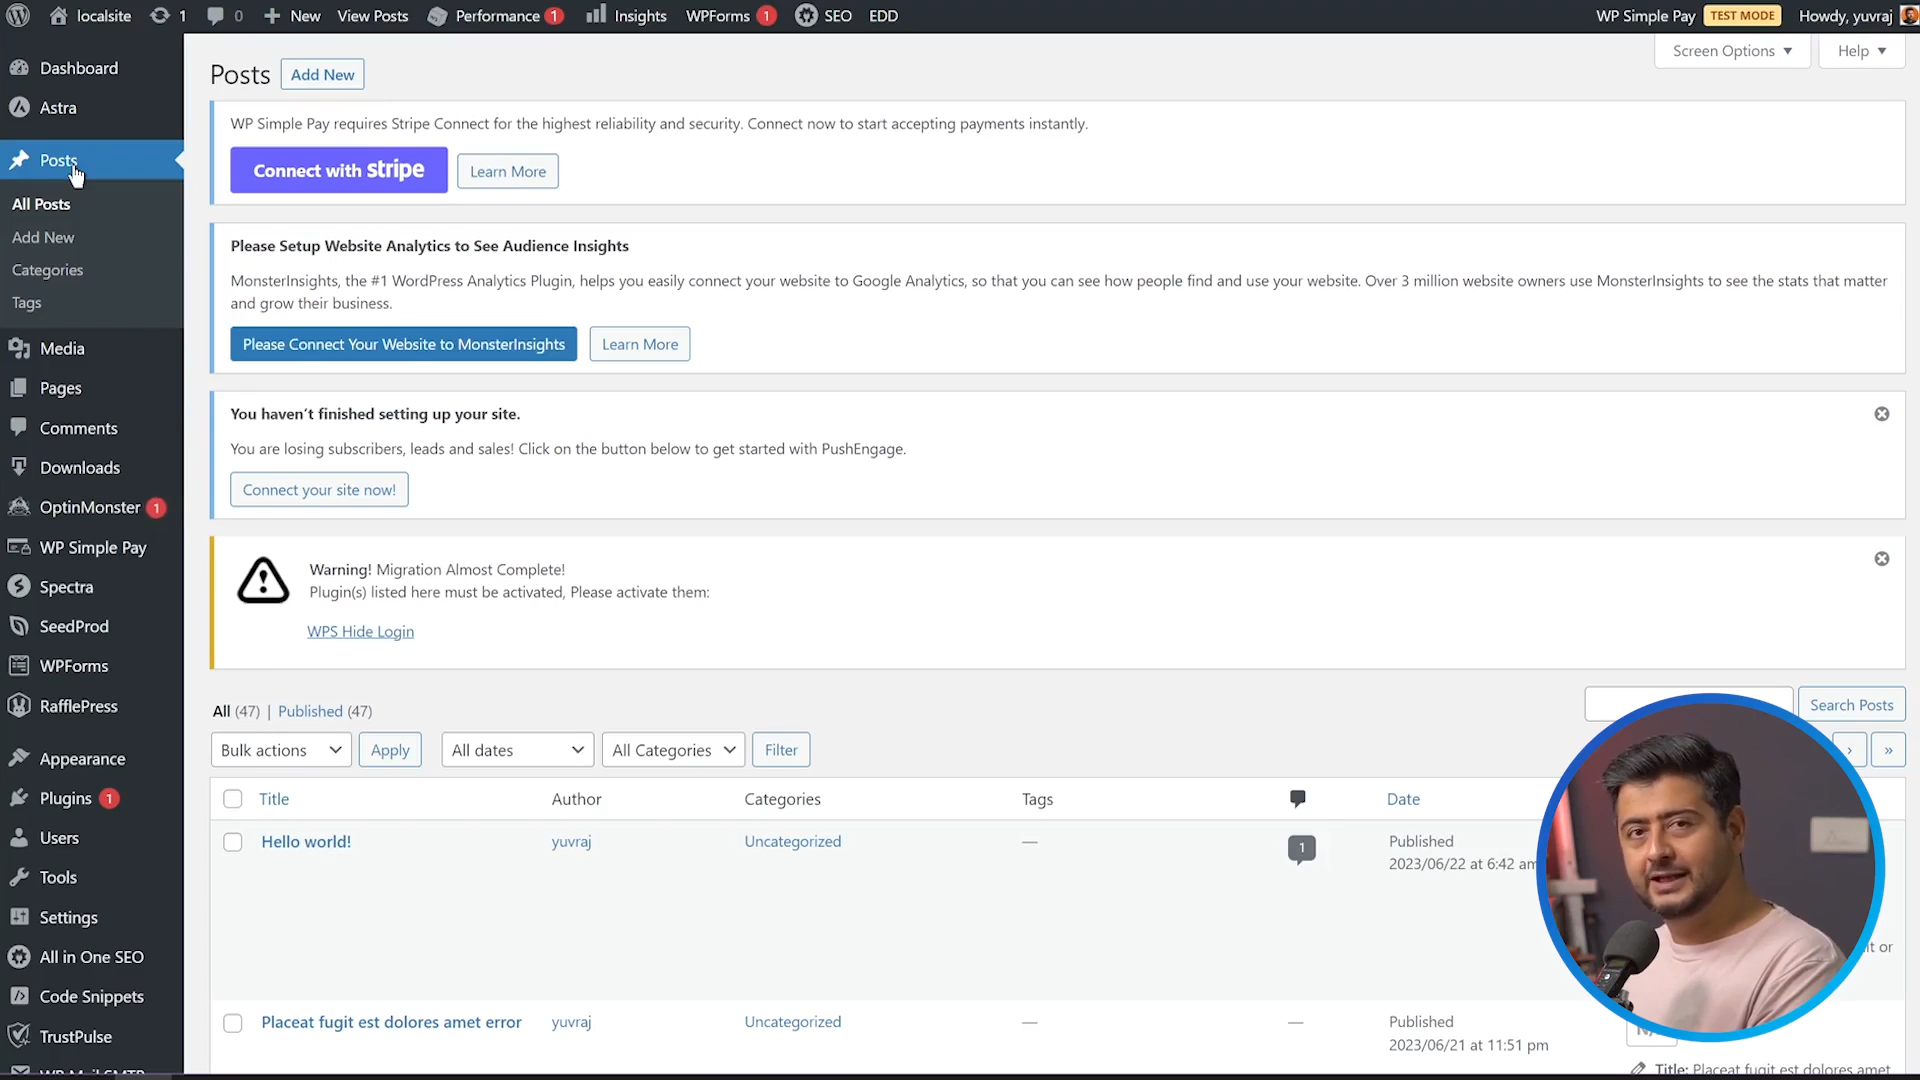 localsite
1
0
New
View Posts
Performance 1
Insights
WPForms 1
SEO
EDD
WP Simple Pay TEST MODE
Howdy, yuvraj
Dashboard
Astra
Posts
All Posts
Add New
Categories
Tags
Media
Pages
Comments
Downloads
OptinMonster 1
WP Simple Pay
Spectra
SeedProd
WPForms
RafflePress
Appearance
Plugins 1
Users
Tools
Settings
All in One SEO
Code Snippets
TrustPulse
WP Mail SMTP
Screen Options
Help
Posts Add New
WP Simple Pay requires Stripe Connect for the highest reliability and security. Connect now to start accepting payments instantly.
Connect with stripe Learn More
Please Setup Website Analytics to See Audience Insights
MonsterInsights, the #1 WordPress Analytics Plugin, helps you easily connect your website to Google Analytics, so that you can see how people find and use your website. Over 3 million website owners use MonsterInsights to see the stats that matter
and grow their business.
Please Connect Your Website to MonsterInsights Learn More
You haven't finished setting up your site.
You are losing subscribers, leads and sales! Click on the button below to get started with PushEngage.
Connect your site now!
Warning! Migration Almost Complete!
Plugin(s) listed here must be activated, Please activate them:
WPS Hide Login
All (47) | Published (47)
Search Posts
Bulk actions Apply All dates All Categories Filter › »
Title Author Categories Tags Date
Hello world! yuvraj Uncategorized — 1 Published
2023/06/22 at 6:42 am
it or
Placeat fugit est dolores amet error yuvraj Uncategorized — — Published
2023/06/21 at 11:51 pm
Title: Placeat fugit est dolores amet